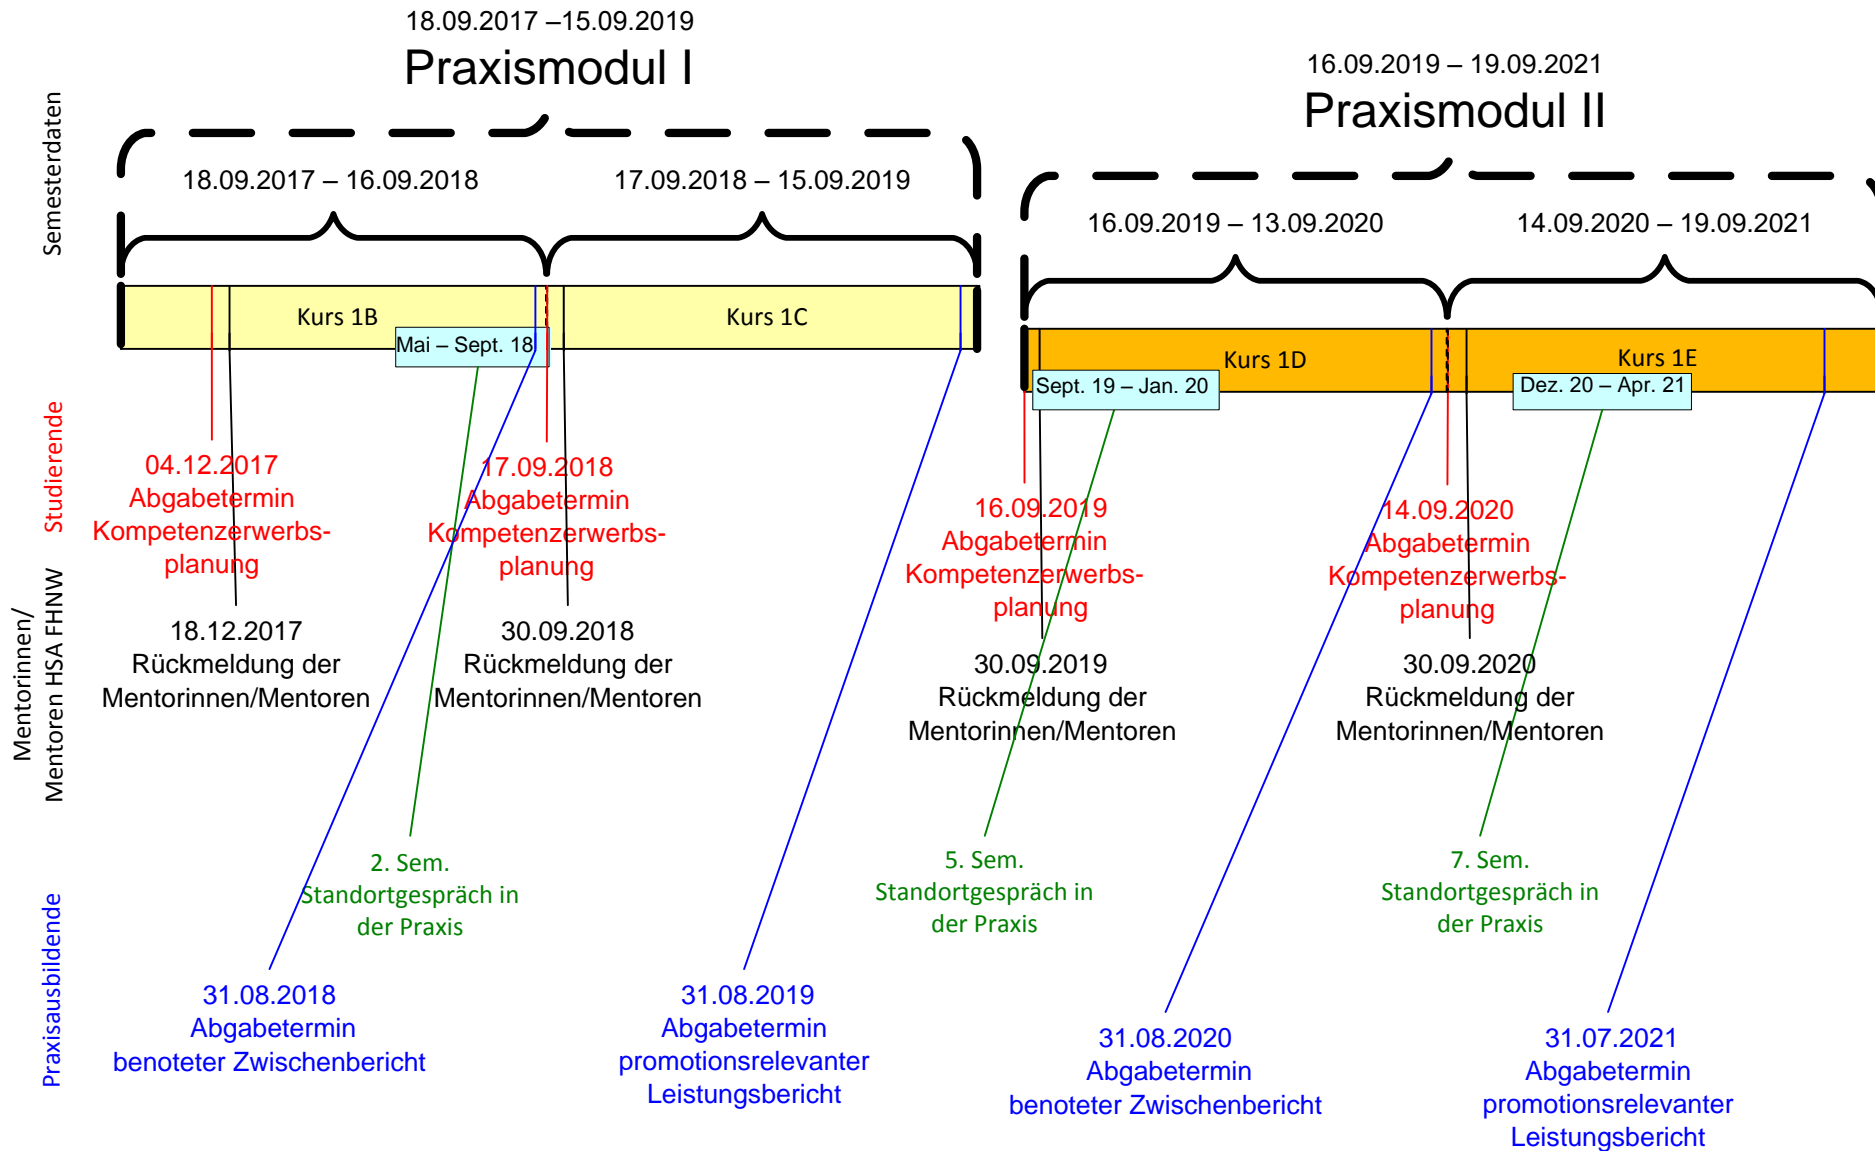 18.09.2017 –15.09.2019
Praxismodul I
16.09.2019 – 19.09.2021
Praxismodul II
Semesterdaten
18.09.2017 – 16.09.2018
17.09.2018 – 15.09.2019
16.09.2019 – 13.09.2020
14.09.2020 – 19.09.2021
Kurs 1B
Kurs 1C
Kurs 1D
Kurs 1E
Mai – Sept. 18
Sept. 19 – Jan. 20
Dez. 20 – Apr. 21
Studierende
04.12.2017
Abgabetermin
Kompetenzerwerbs-
planung
17.09.2018
Abgabetermin
Kompetenzerwerbs-
planung
16.09.2019
Abgabetermin
Kompetenzerwerbs-
planung
14.09.2020
Abgabetermin
Kompetenzerwerbs-
planung
Mentorinnen/
Mentoren HSA FHNW
18.12.2017
Rückmeldung der
Mentorinnen/Mentoren
30.09.2018
Rückmeldung der
Mentorinnen/Mentoren
30.09.2019
Rückmeldung der
Mentorinnen/Mentoren
30.09.2020
Rückmeldung der
Mentorinnen/Mentoren
2. Sem.
Standortgespräch in
der Praxis
5. Sem.
Standortgespräch in
der Praxis
7. Sem.
Standortgespräch in
der Praxis
Praxisausbildende
31.08.2018
Abgabetermin
benoteter Zwischenbericht
31.08.2019
Abgabetermin
promotionsrelevanter
Leistungsbericht
31.08.2020
Abgabetermin
benoteter Zwischenbericht
31.07.2021
Abgabetermin
promotionsrelevanter
Leistungsbericht